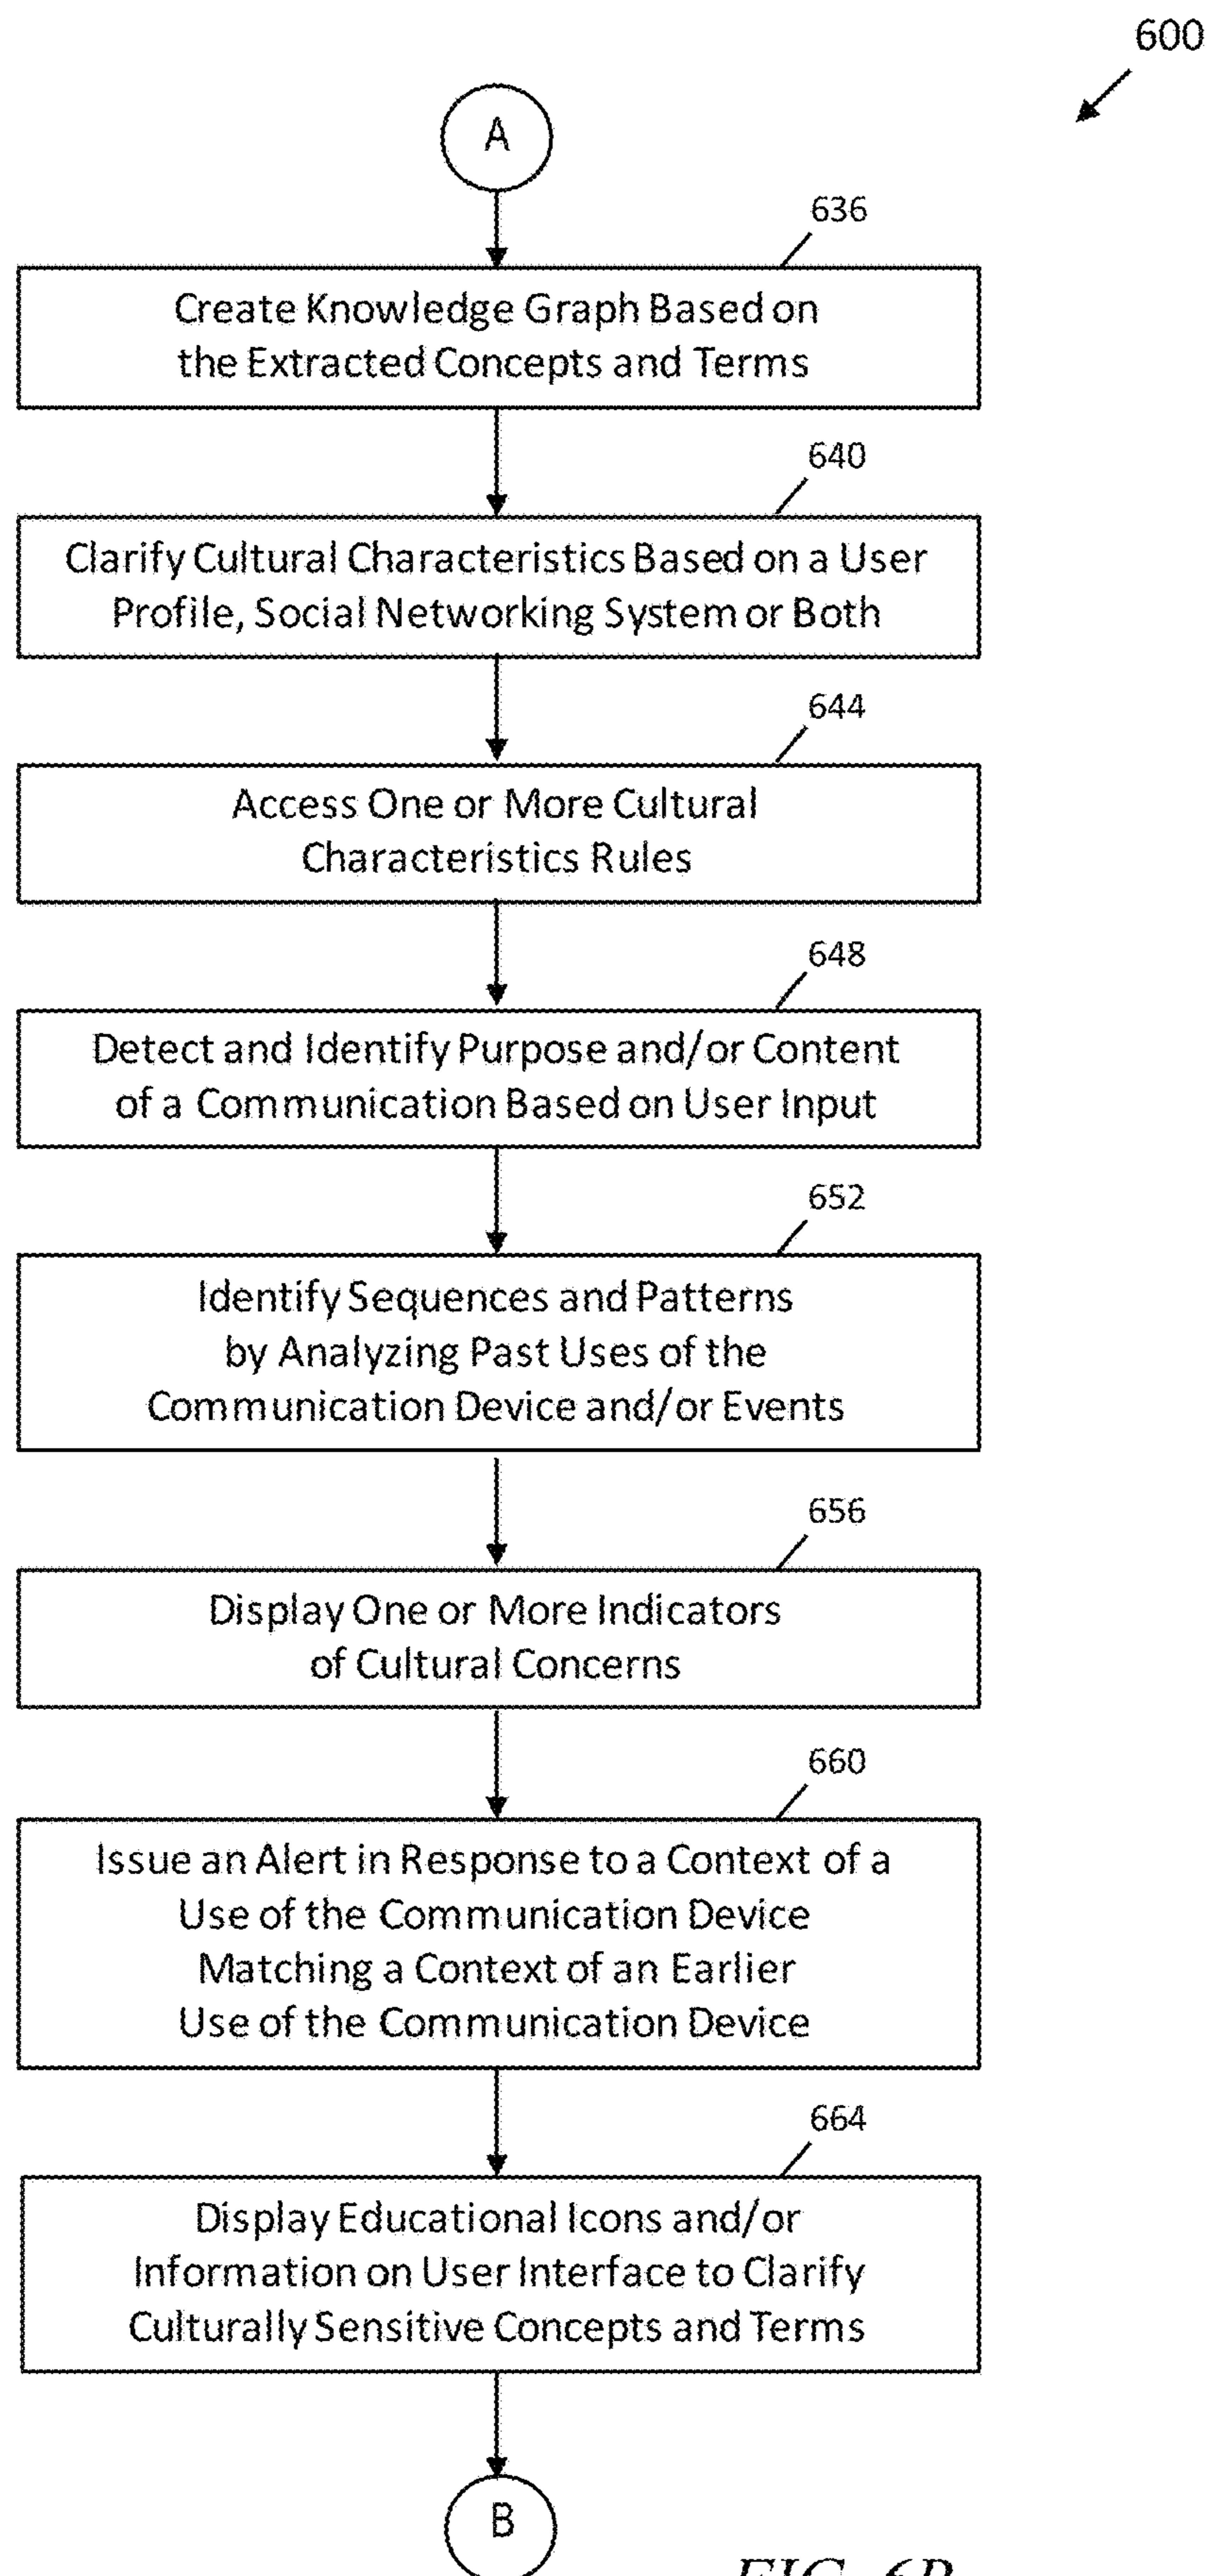 600
A
636
Create Knowledge Graph Based on
the Extracted Concepts and Terms
640
Clarify Cultural Characteristics Based on a User
Profile, Social Networking System or Both
644
Access One or More Cultural
Characteristics Rules
648
Detect and Identify Purpose and/or Content
of a Communication Based on User Input
652
Identify Sequences and Patterns
by Analyzing Past Uses of the
Communication Device and/or Events
656
Display One or More Indicators
of Cultural Concerns
660
Issue an Alert in Response to a Context of a
Use of the Communication Device
Matching a Context of an Earlier
Use of the Communication Device
664
Display Educational Icons and/or
Information on User Interface to Clarify
Culturally Sensitive Concepts and Terms
B
FIG. 6B